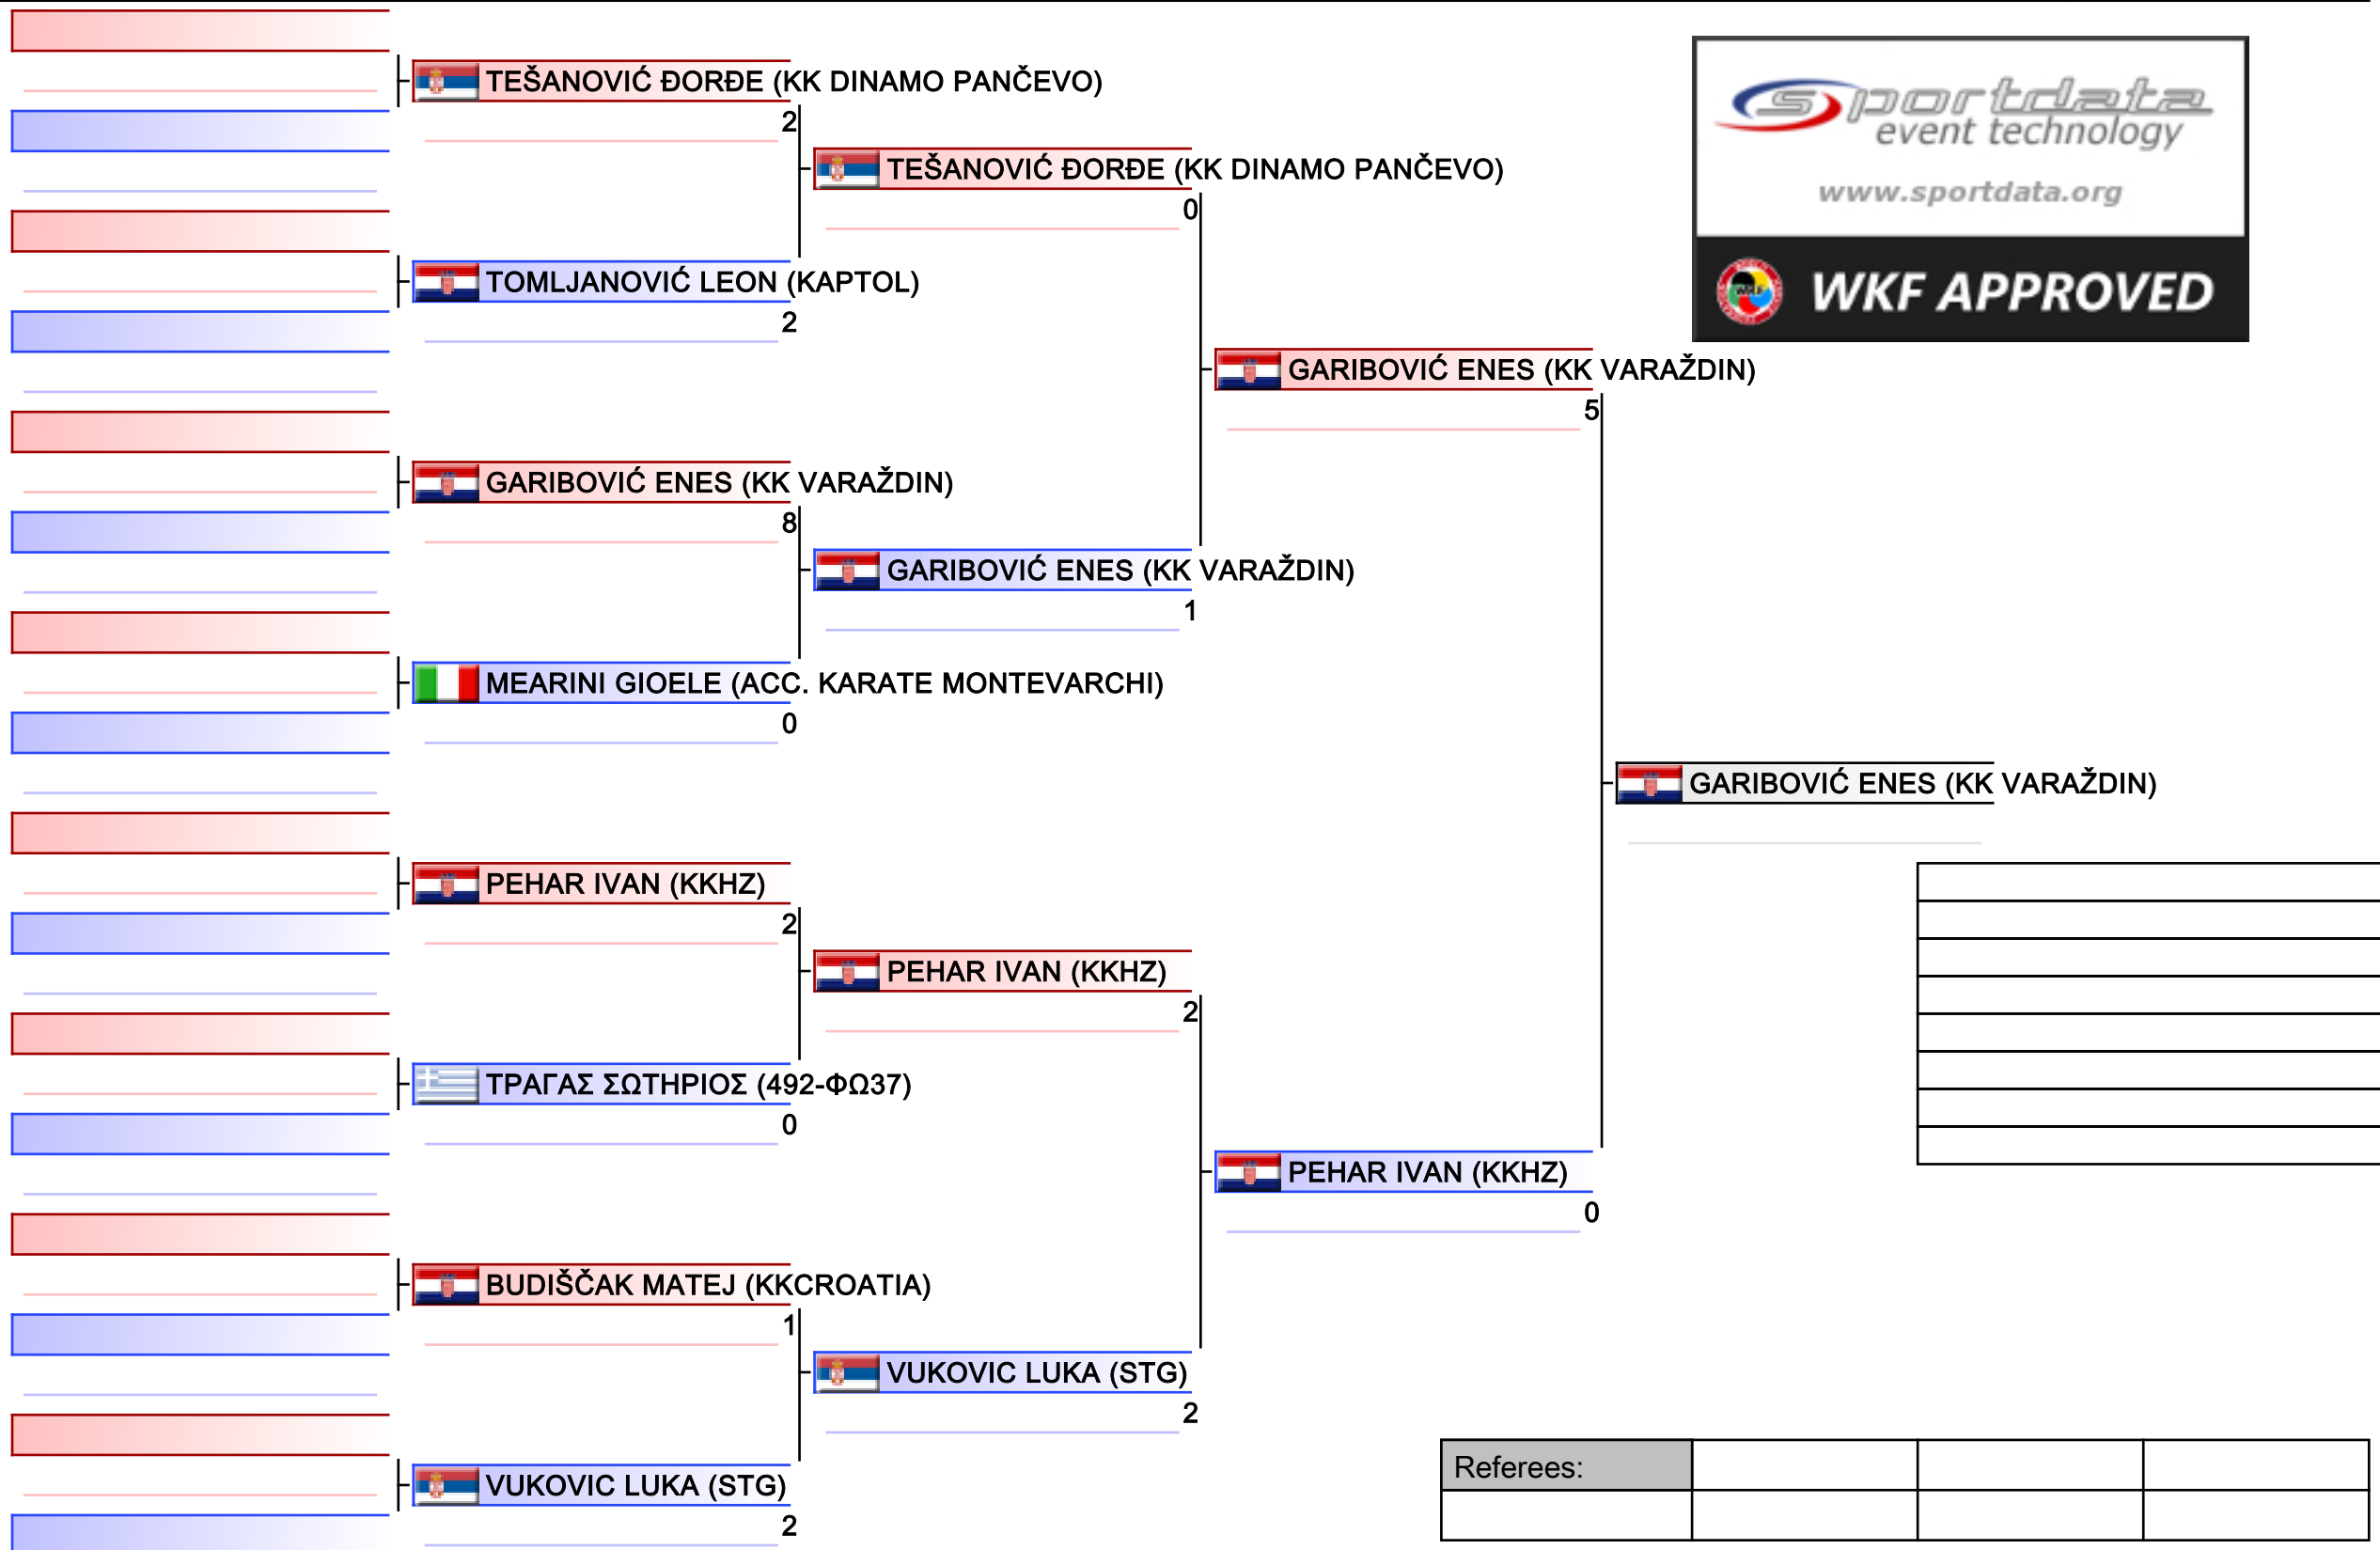 TEŠANOVIĆ ĐORĐE (KK DINAMO PANČEVO)
2
TOMLJANOVIĆ LEON (KAPTOL)
2
GARIBOVIĆ ENES (KK VARAŽDIN)
8
MEARINI GIOELE (ACC. KARATE MONTEVARCHI)
0
PEHAR IVAN (KKHZ)
2
ΤΡΑΓΑΣ ΣΩΤΗΡΙΟΣ (492-ΦΩ37)
0
BUDIŠČAK MATEJ (KKCROATIA)
1
VUKOVIC LUKA (STG)
2
TEŠANOVIĆ ĐORĐE (KK DINAMO PANČEVO)
0
GARIBOVIĆ ENES (KK VARAŽDIN)
1
PEHAR IVAN (KKHZ)
2
VUKOVIC LUKA (STG)
2
GARIBOVIĆ ENES (KK VARAŽDIN)
5
PEHAR IVAN (KKHZ)
0
GARIBOVIĆ ENES (KK VARAŽDIN)
sportdata
event technology
www.sportdata.org
WKF
WKF APPROVED
Referees: